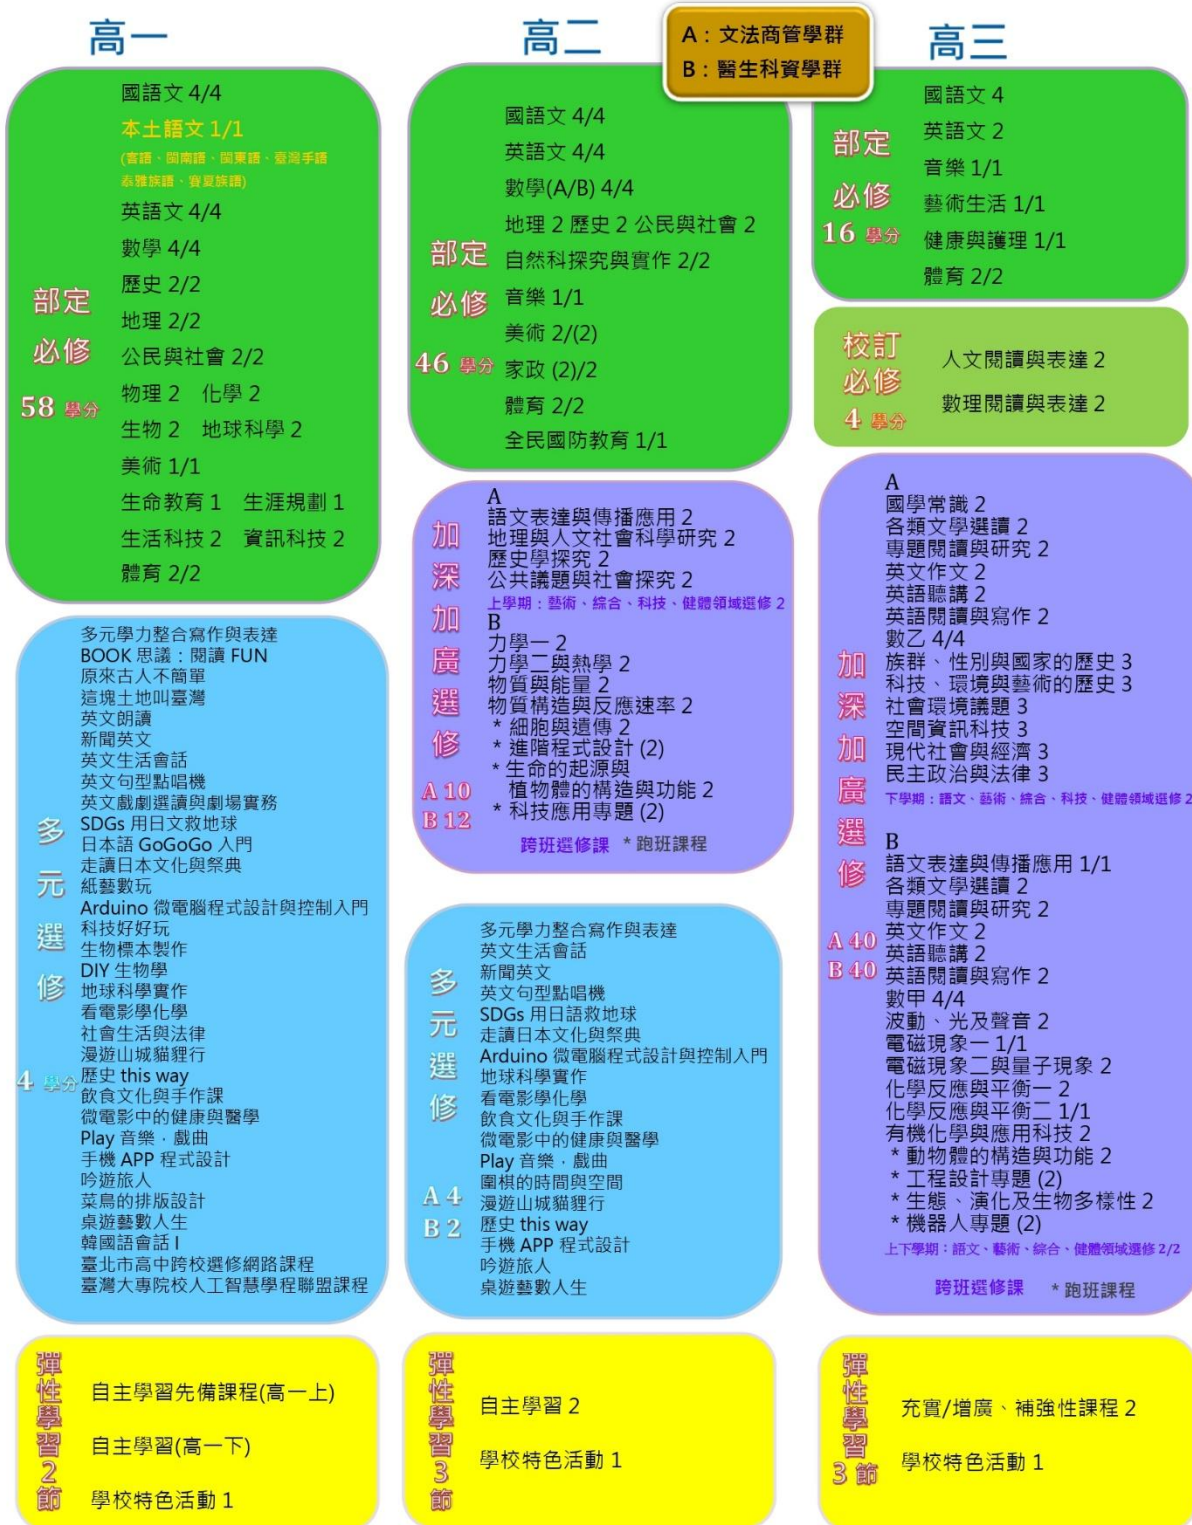 高一
國語文 4/4
本土語文 1/1
(客語、閩南語、閩東語、臺灣手語
泰雅族語、賽夏族語)
英語文 4/4
數學 4/4
歷史 2/2
地理 2/2
公民與社會 2/2
物理 2 化學 2
生物 2 地球科學 2
美術 1/1
生命教育 1 生涯規劃 1
生活科技 2 資訊科技 2
體育 2/2
部定
必修
58 學分
多元學力整合寫作與表達
BOOK 思議：閱讀 FUN
原來古人不簡單
這塊土地叫臺灣
英文朗讀
新聞英文
英文生活會話
英文句型點唱機
英文戲劇選讀與劇場實務
SDGs 用日文救地球
日本語 GoGoGo 入門
走讀日本文化與祭典
紙藝數玩
Arduino 微電腦程式設計與控制入門
科技好好玩
生物標本製作
DIY 生物學
地球科學實作
看電影學化學
社會生活與法律
漫遊山城貓貍行
歷史 this way
飲食文化與手作課
微電影中的健康與醫學
Play 音樂．戲曲
手機 APP 程式設計
吟遊旅人
菜鳥的排版設計
桌遊藝數人生
韓國語會話 I
臺北市高中跨校選修網路課程
臺灣大專院校人工智慧學程聯盟課程
多
元
選
修
4 學分
彈
性
學
習
2
節
自主學習先備課程(高一上)
自主學習(高一下)
學校特色活動 1
高二
A：文法商管學群
B：醫生科資學群
國語文 4/4
英語文 4/4
數學(A/B) 4/4
地理 2 歷史 2 公民與社會 2
自然科探究與實作 2/2
音樂 1/1
美術 2/(2)
家政 (2)/2
體育 2/2
全民國防教育 1/1
部定
必修
46 學分
A
語文表達與傳播應用 2
地理與人文社會科學研究 2
歷史學探究 2
公共議題與社會探究 2
上學期：藝術、綜合、科技、健體領域選修 2
B
力學一 2
力學二與熱學 2
物質與能量 2
物質構造與反應速率 2
* 細胞與遺傳 2
* 進階程式設計 (2)
* 生命的起源與
植物體的構造與功能 2
* 科技應用專題 (2)
跨班選修課 * 跑班課程
加
深
加
廣
選
修
A 10
B 12
多元學力整合寫作與表達
英文生活會話
新聞英文
英文句型點唱機
SDGs 用日語救地球
走讀日本文化與祭典
Arduino 微電腦程式設計與控制入門
地球科學實作
看電影學化學
飲食文化與手作課
微電影中的健康與醫學
Play 音樂．戲曲
圍棋的時間與空間
漫遊山城貓貍行
歷史 this way
手機 APP 程式設計
吟遊旅人
桌遊藝數人生
多
元
選
修
A 4
B 2
彈
性
學
習
3
節
自主學習 2
學校特色活動 1
高三
國語文 4
英語文 2
音樂 1/1
藝術生活 1/1
健康與護理 1/1
體育 2/2
部定
必修
16 學分
校訂
必修
4 學分
人文閱讀與表達 2
數理閱讀與表達 2
A
國學常識 2
各類文學選讀 2
專題閱讀與研究 2
英文作文 2
英語聽講 2
英語閱讀與寫作 2
數乙 4/4
族群、性別與國家的歷史 3
科技、環境與藝術的歷史 3
社會環境議題 3
空間資訊科技 3
現代社會與經濟 3
民主政治與法律 3
下學期：語文、藝術、綜合、科技、健體領域選修 2
B
語文表達與傳播應用 1/1
各類文學選讀 2
專題閱讀與研究 2
英文作文 2
英語聽講 2
英語閱讀與寫作 2
數甲 4/4
波動、光及聲音 2
電磁現象一 1/1
電磁現象二與量子現象 2
化學反應與平衡一 2
化學反應與平衡二 1/1
有機化學與應用科技 2
* 動物體的構造與功能 2
* 工程設計專題 (2)
* 生態、演化及生物多樣性 2
* 機器人專題 (2)
上下學期：語文、藝術、綜合、健體領域選修 2/2
跨班選修課 * 跑班課程
加
深
加
廣
選
修
A 40
B 40
彈
性
學
習
3 節
充實/增廣、補強性課程 2
學校特色活動 1